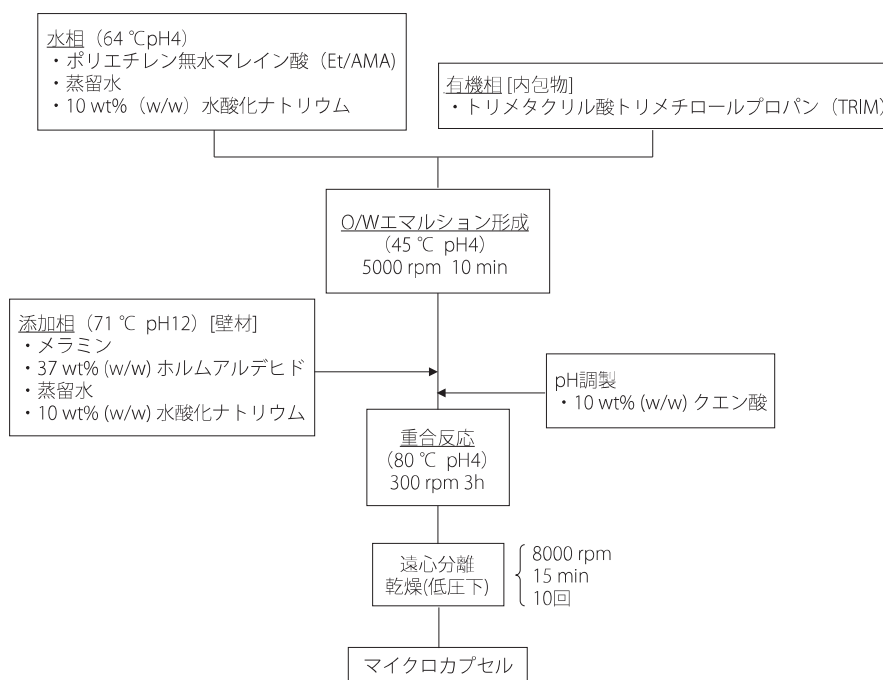 水相（64 ℃pH4）
・ポリエチレン無水マレイン酸（Et/AMA)
・蒸留水
・10 wt%（w/w）水酸化ナトリウム
有機相 [内包物]
・トリメタクリル酸トリメチロールプロパン（TRIM）
O/Wエマルション形成
(45 ℃ pH4)
5000 rpm 10 min
添加相（71 ℃ pH12）[壁材]
・メラミン
・37 wt% (w/w) ホルムアルデヒド
・蒸留水
・10 wt% (w/w) 水酸化ナトリウム
pH調製
・10 wt% (w/w) クエン酸
重合反応
(80 ℃ pH4)
300 rpm 3h
遠心分離
乾燥(低圧下)
8000 rpm
15 min
10回
マイクロカプセル